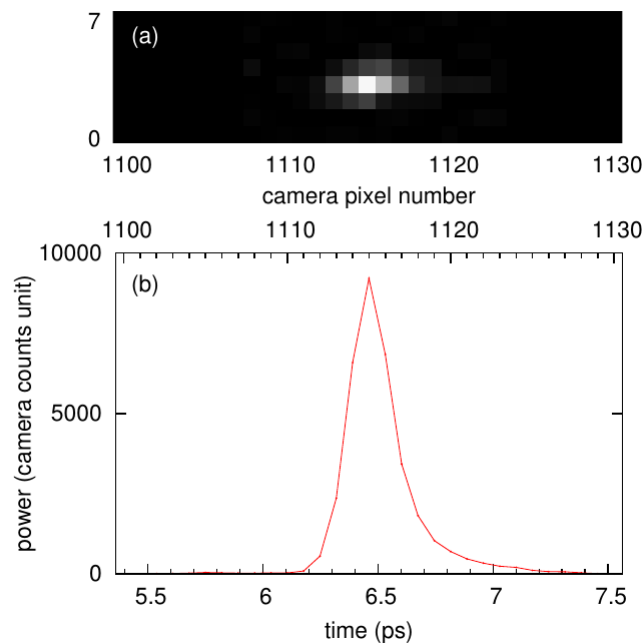 7
(a)
0
1100 1110 1120 1130
camera pixel number
1100 1110 1120 1130
10000
(b)
5000
power (camera counts unit)
0
5.5 6 6.5 7 7.5
time (ps)